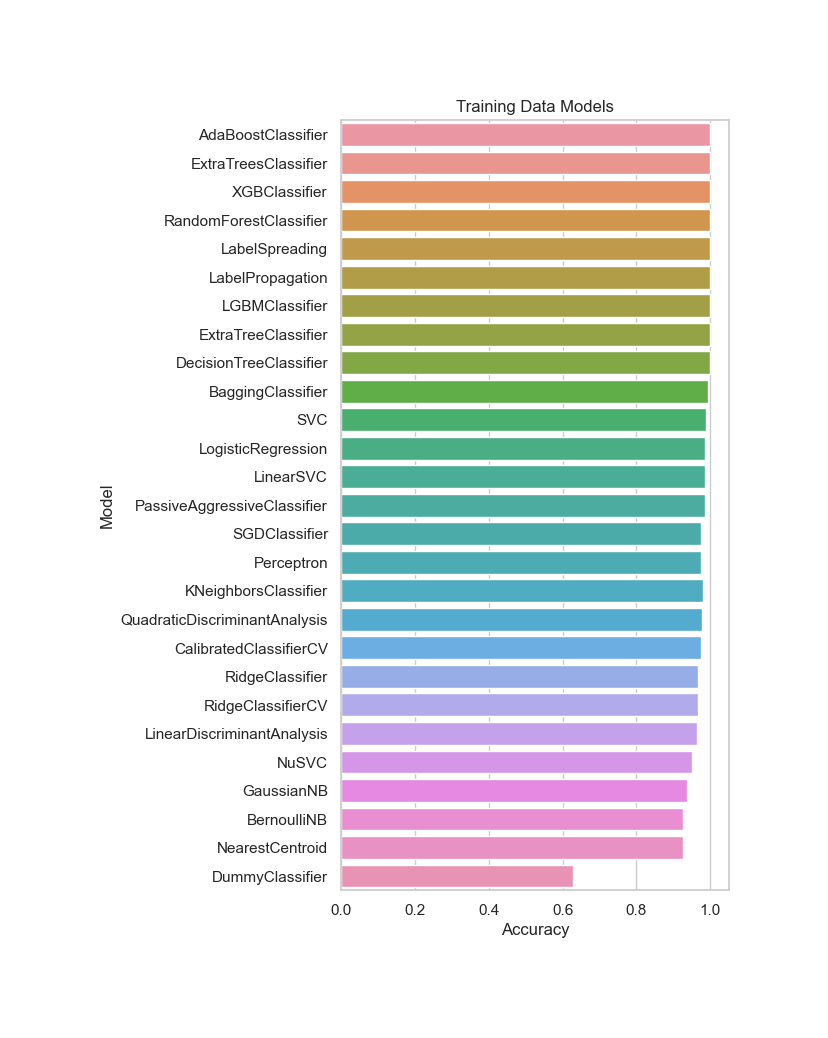 Training Data Models
AdaBoostClassifier
ExtraTreesClassifier
XGBClassifier
RandomForestClassifier
LabelSpreading
LabelPropagation
LGBMClassifier
ExtraTreeClassifier
DecisionTreeClassifier
BaggingClassifier
SVC
LogisticRegression
LinearSVC
PassiveAggressiveClassifier
SGDClassifier
Perceptron
KNeighborsClassifier
QuadraticDiscriminantAnalysis
CalibratedClassifierCV
RidgeClassifier
RidgeClassifierCV
LinearDiscriminantAnalysis
NuSVC
GaussianNB
BernoulliNB
NearestCentroid
DummyClassifier
Model
0.0 0.2 0.4 0.6 0.8 1.0
Accuracy